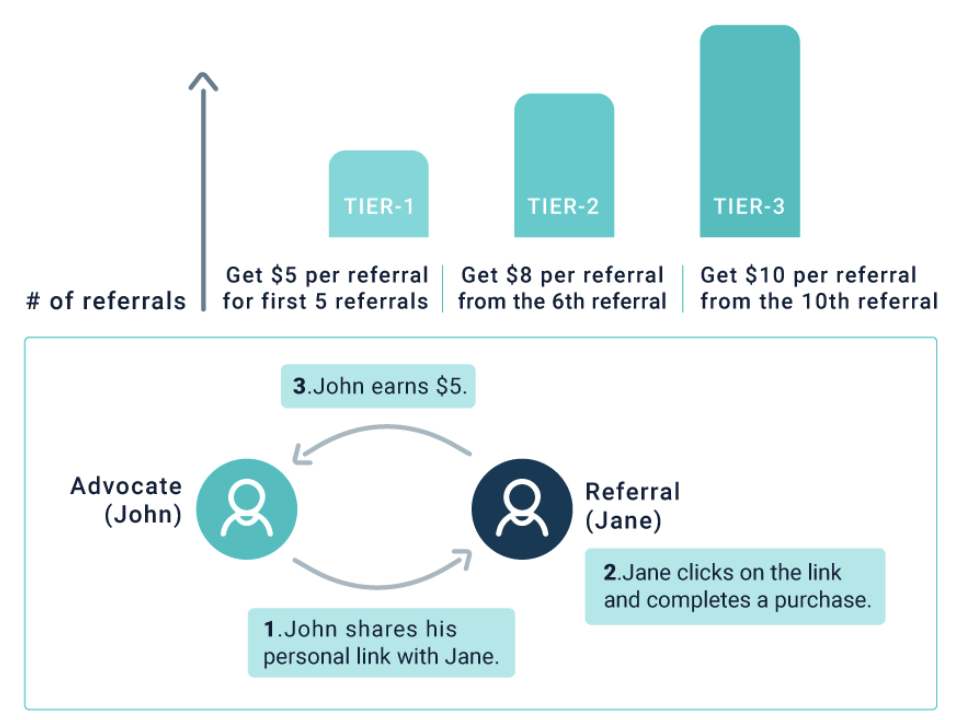 TIER-1
TIER-2
TIER-3
# of referrals
Get $5 per referral
for first 5 referrals
Get $8 per referral
from the 6th referral
Get $10 per referral
from the 10th referral
3.John earns $5.
Advocate
(John)
Referral
(Jane)
2.Jane clicks on the link
and completes a purchase.
1.John shares his
personal link with Jane.